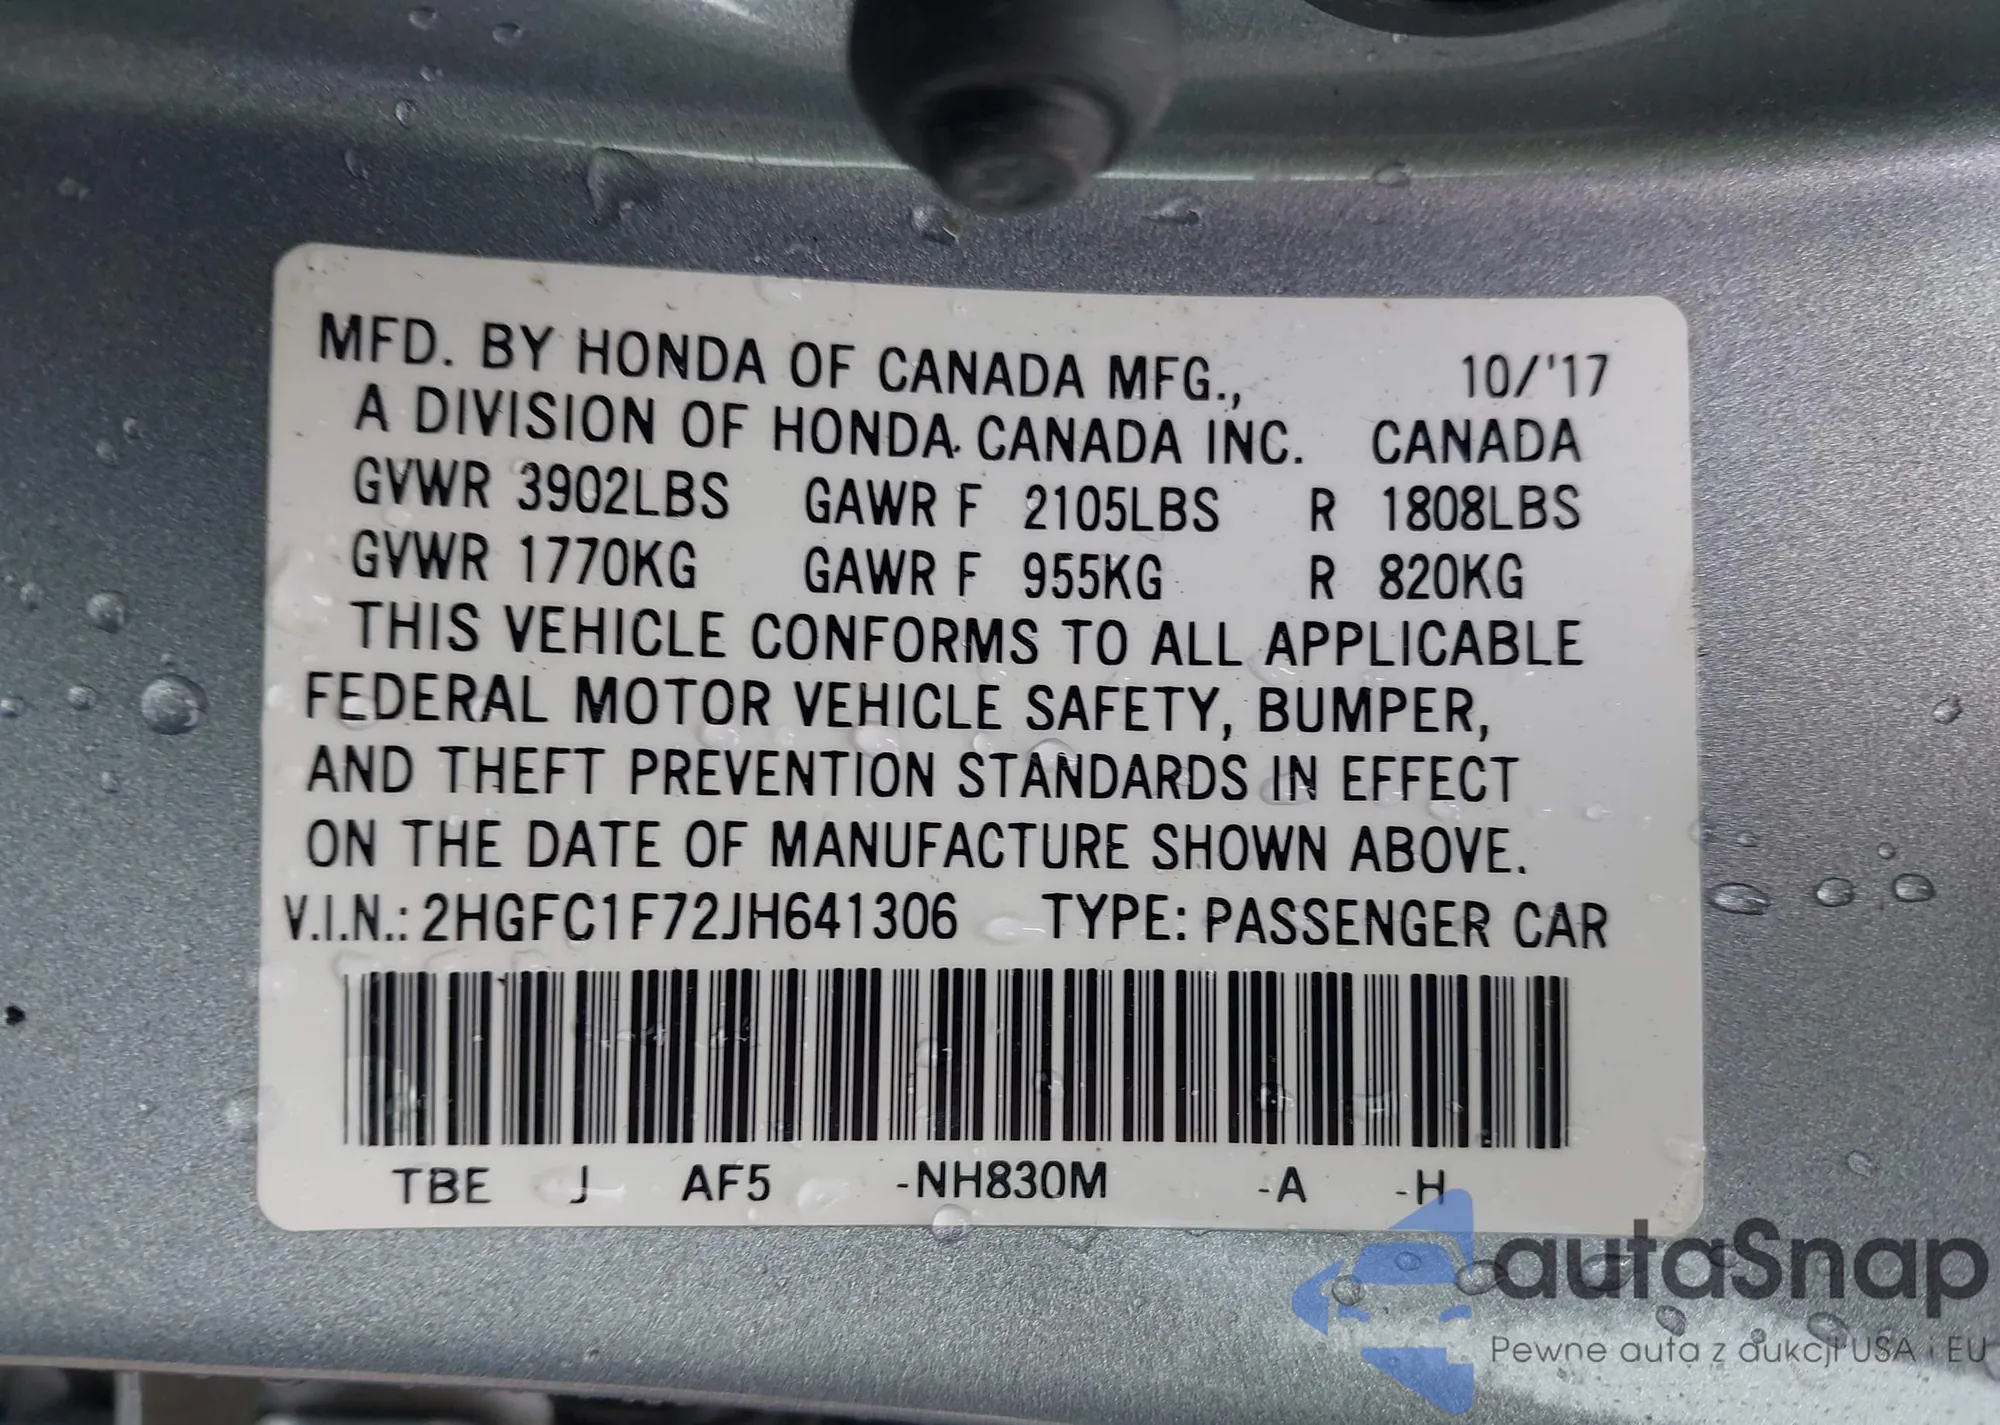 MFD. BY HONDA OF CANADA MFG., 10/'17
A DIVISION OF HONDA CANADA INC. CANADA
GVWR 3902LBS GAWR F 2105LBS R 1808LBS
GVWR 1770KG GAWR F 955KG R 820KG
THIS VEHICLE CONFORMS TO ALL APPLICABLE
FEDERAL MOTOR VEHICLE SAFETY, BUMPER,
AND THEFT PREVENTION STANDARDS IN EFFECT
ON THE DATE OF MANUFACTURE SHOWN ABOVE.
V.I.N.: 2HGFC1F72JH641306 TYPE: PASSENGER CAR
TBE J AF5 -NH830M -A -H
autaSnap
Pewne auta z aukcji USA i EU